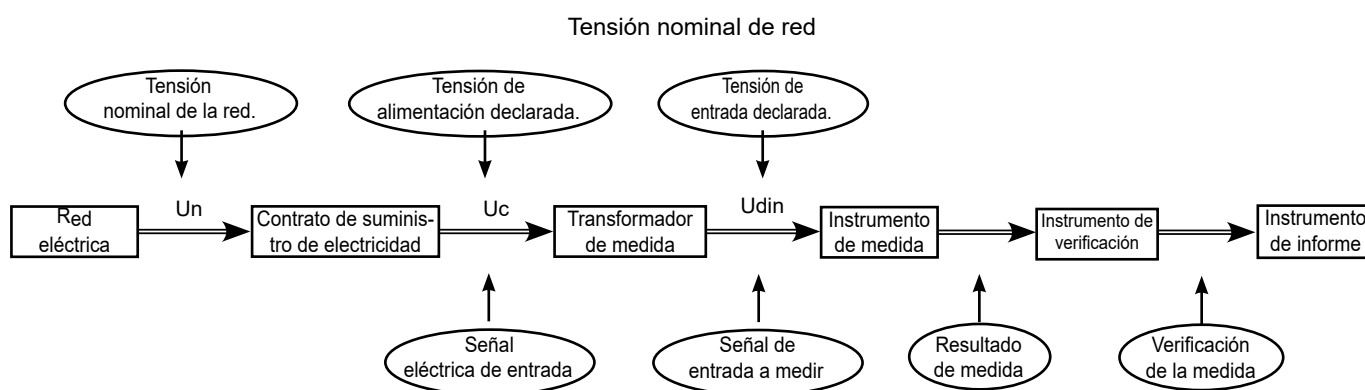 Tensión nominal de red
Tensión
nominal de la red.
Tensión de
alimentación declarada.
Tensión de
entrada declarada.
Red
eléctrica
Un
Contrato de suminis-
tro de electricidad
Uc
Transformador
de medida
Udin
Instrumento
de medida
Instrumento de
verificación
Instrumento
de informe
Señal
eléctrica de entrada
Señal de
entrada a medir
Resultado
de medida
Verificación
de la medida